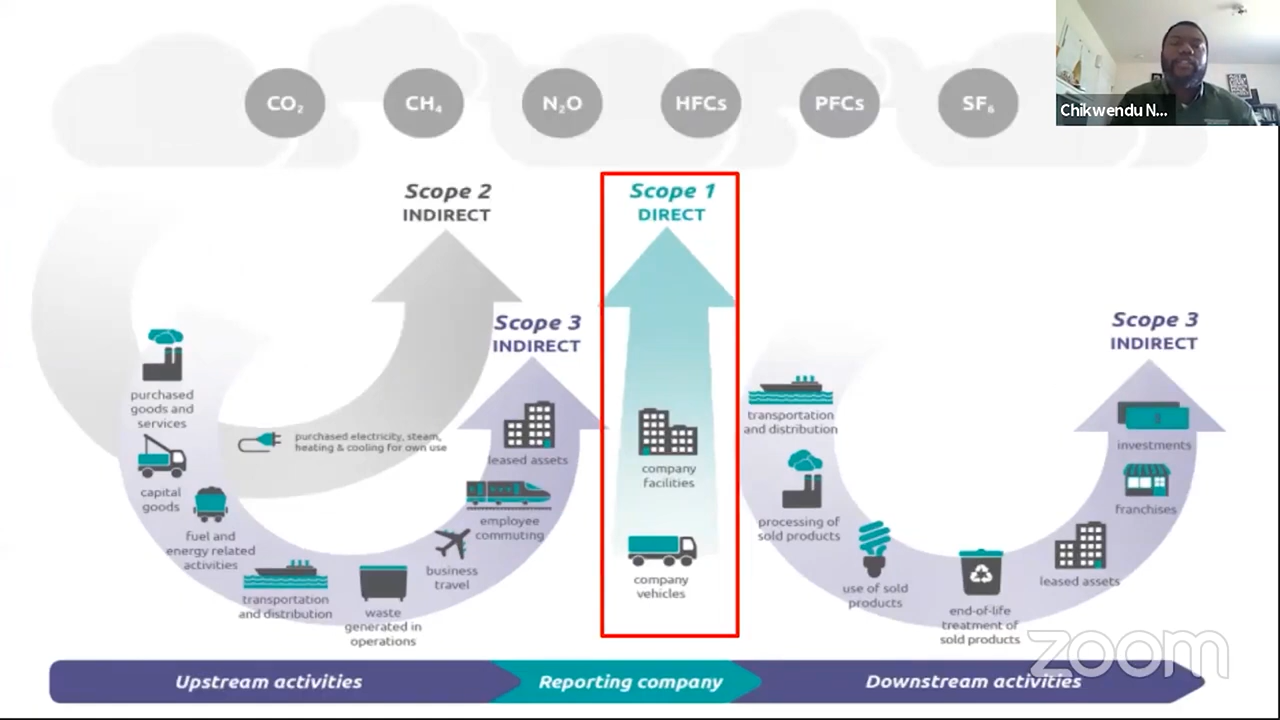 CO₂
CH₄
N₂O
HFCs
PFCs
SF₆
Chikwendu N...
Scope 2
INDIRECT
Scope 1
DIRECT
Scope 3
INDIRECT
Scope 3
INDIRECT
purchased
goods and
services
capital
goods
fuel and
energy related
activities
transportation
and distribution
waste
generated in
operations
business
travel
employee
commuting
leased assets
purchased electricity, steam,
heating & cooling for own use
company
facilities
company
vehicles
transportation
and distribution
processing of
sold products
use of sold
products
end-of-life
treatment of
sold products
leased assets
franchises
investments
zoom
Upstream activities
Reporting company
Downstream activities